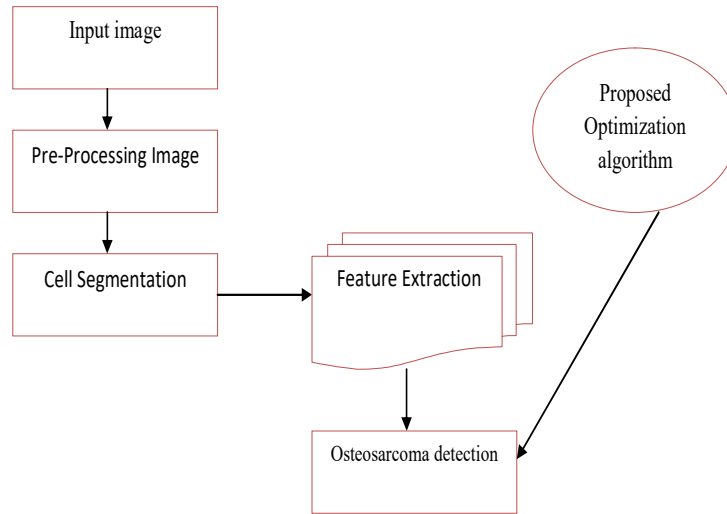 Input image
Pre-Processing Image
Cell Segmentation
Feature Extraction
Osteosarcoma detection
Proposed
Optimization
algorithm